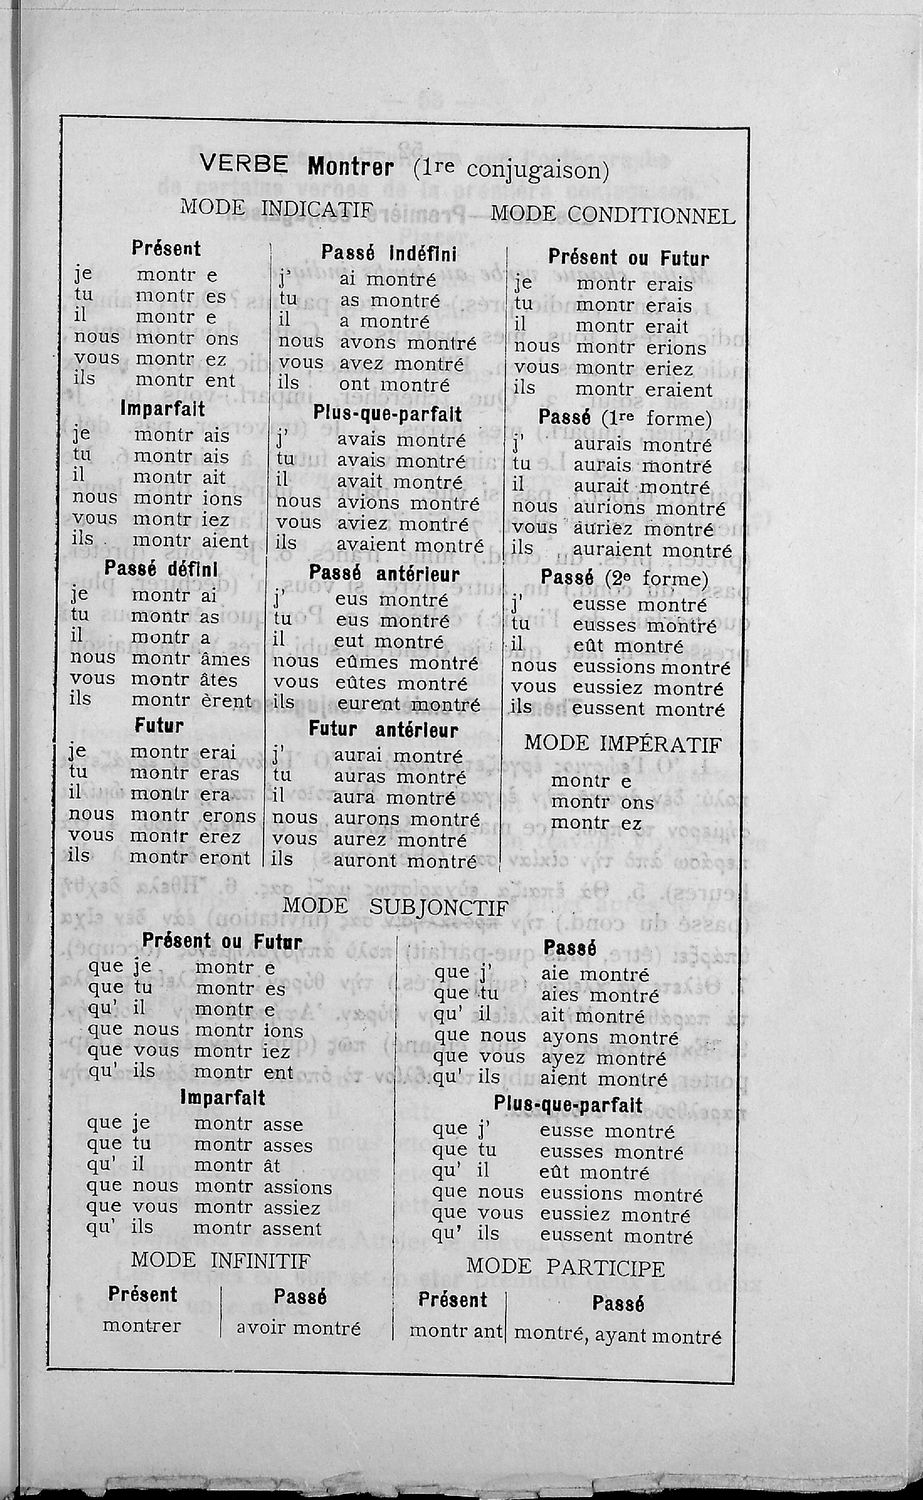 VERBE Montrer (1re conjugaison)
MODE INDICATIF
Présent
je montr e
tu montr es
il montr e
nous montr ons
vous montr ez
ils montr ent
Imparfait
je montr ais
tu montr ais
il montr ait
nous montr ions
vous montr iez
ils montr aient
Passé défini
je montr ai
tu montr as
il montr a
nous montr âmes
vous montr âtes
ils montr èrent
Futur
je montr erai
tu montr eras
il montr era
nous montr erons
vous montr erez
ils montr eront
Passé indéfini
j' ai montré
tu as montré
il a montré
nous avons montré
vous avez montré
ils ont montré
Plus-que-parfait
j' avais montré
tu avais montré
il avait montré
nous avions montré
vous aviez montré
ils avaient montré
Passé antérieur
j' eus montré
tu eus montré
il eut montré
nous eûmes montré
vous eûtes montré
ils eurent montré
Futur antérieur
j' aurai montré
tu auras montré
il aura montré
nous aurons montré
vous aurez montré
ils auront montré
MODE CONDITIONNEL
Présent ou Futur
je montr erais
tu montr erais
il montr erait
nous montr erions
vous montr eriez
ils montr eraient
Passé (1re forme)
j' aurais montré
tu aurais montré
il aurait montré
nous aurions montré
vous auriez montré
ils auraient montré
Passé (2e forme)
j' eusse montré
tu eusses montré
il eût montré
nous eussions montré
vous eussiez montré
ils eussent montré
MODE IMPÉRATIF
montr e
montr ons
montr ez
MODE SUBJONCTIF
Présent ou Futur
que je montr e
que tu montr es
qu' il montr e
que nous montr ions
que vous montr iez
qu' ils montr ent
Imparfait
que je montr asse
que tu montr asses
qu' il montr ât
que nous montr assions
que vous montr assiez
qu' ils montr assent
Passé
que j' aie montré
que tu aies montré
qu' il ait montré
que nous ayons montré
que vous ayez montré
qu' ils aient montré
Plus-que-parfait
que j' eusse montré
que tu eusses montré
qu' il eût montré
que nous eussions montré
que vous eussiez montré
qu' ils eussent montré
MODE INFINITIF
Présent
montrer
Passé
avoir montré
MODE PARTICIPE
Présent
montr ant
Passé
montré, ayant montré